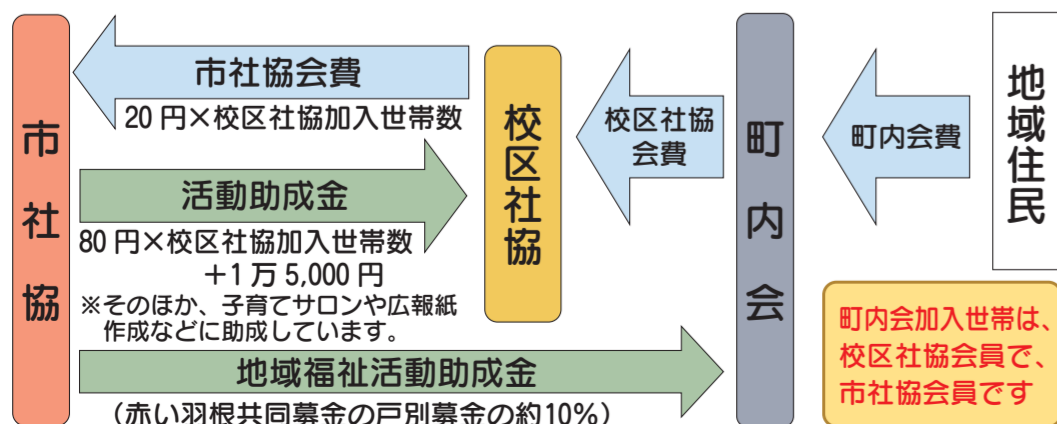 市社協
市社協会費
20円×校区社協加入世帯数
活動助成金
80円×校区社協加入世帯数
+1万5,000円
※そのほか、子育てサロンや広報紙
作成などに助成しています。
地域福祉活動助成金
(赤い羽根共同募金の戸別募金の約10%)
校区社協
校区社協
会費
町内会
町内会費
地域住民
町内会加入世帯は、
校区社協会員で、
市社協会員です